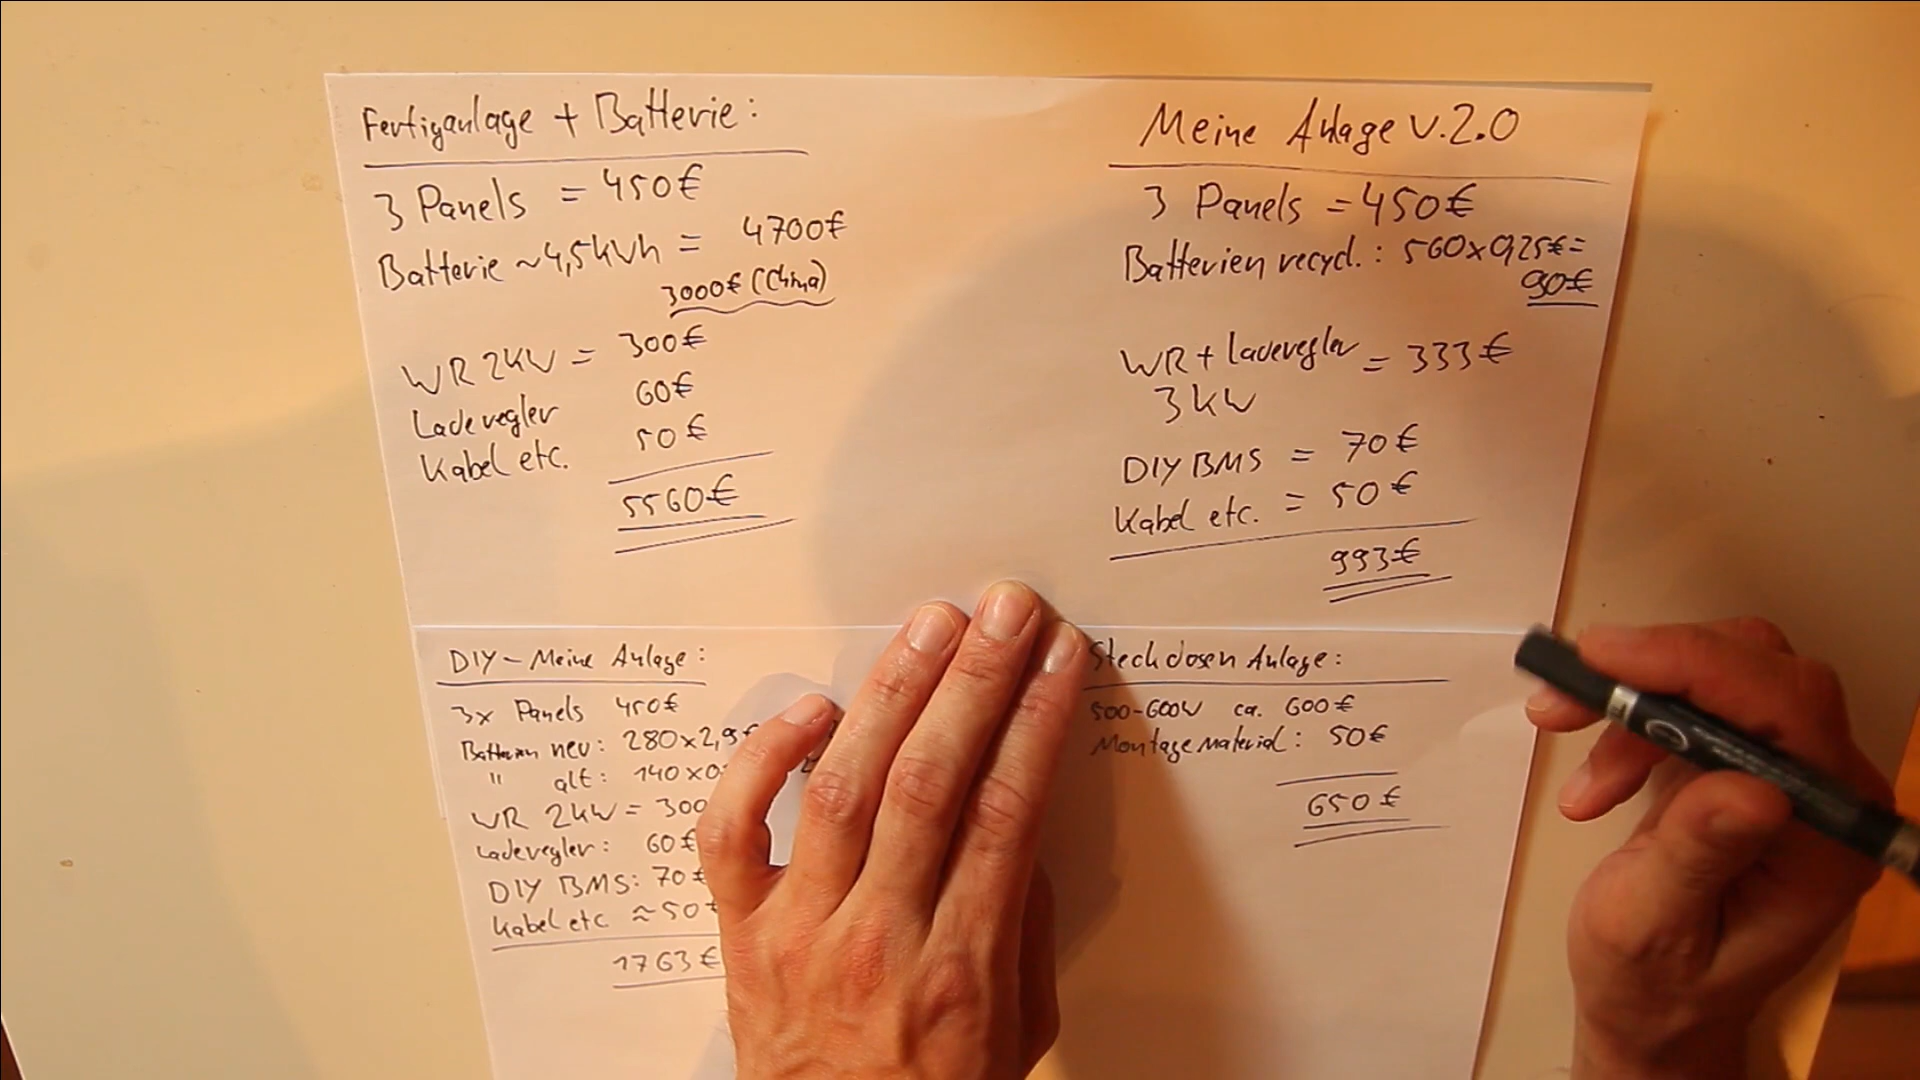 Fertiganlage + Batterie:
3 Panels = 450€
Batterie ~4,5kWh = 4700€
3000€ (China)
WR 2kW = 300€
Laderegler 60€
Kabel etc. 50€
5560€
Meine Anlage v.2.0
3 Panels = 450€
Batterien recycl.: 560x0,25€=
90€
WR + Laderegler = 333€
3kW
DIY BMS = 70€
Kabel etc. = 50€
993€
DIY - Meine Anlage:
3x Panels 450€
Batterien neu: 280x2,9€
" alt: 140x0
WR 2kW = 300
Laderegler: 60€
DIY BMS: 70€
Kabel etc ≈50€
1763€
Steckdosen Anlage:
500-600W ca. 600€
Montagematerial: 50€
650€